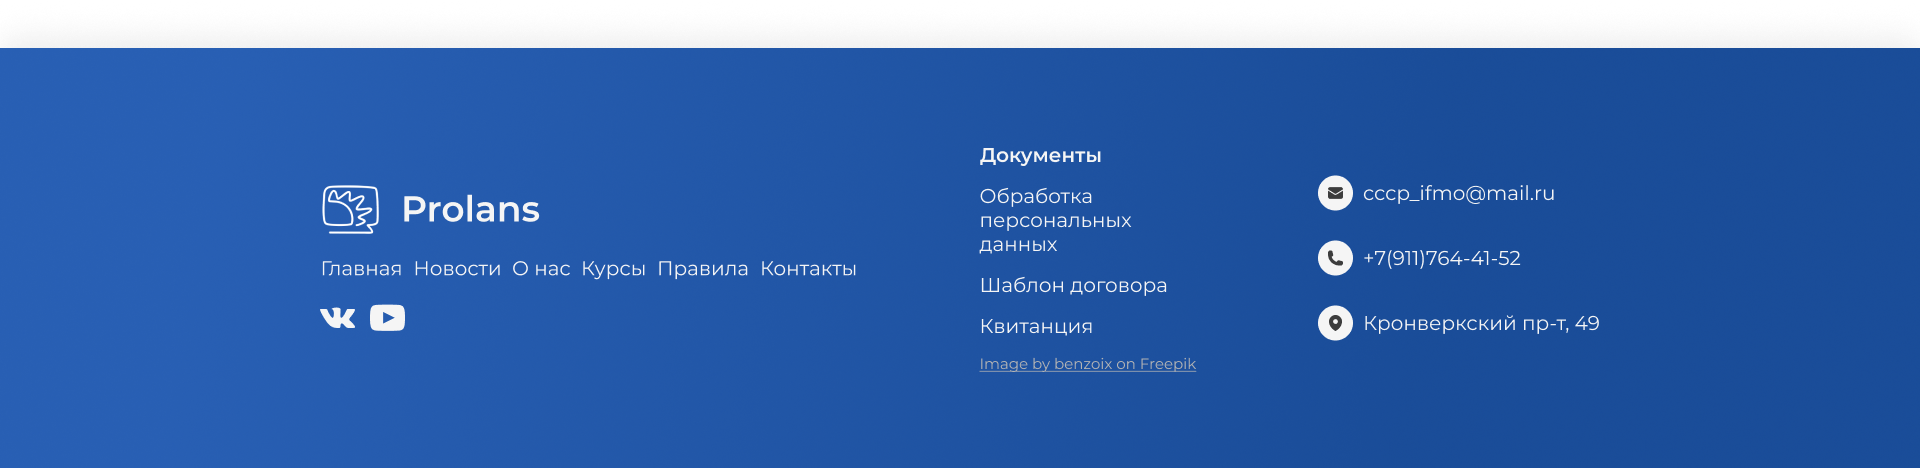 Prolans
Главная Новости О нас Курсы Правила Контакты
Документы
Обработка
персональных
данных
Шаблон договора
Квитанция
Image by benzoix on Freepik
cccp_ifmo@mail.ru
+7(911)764-41-52
Кронверкский пр-т, 49